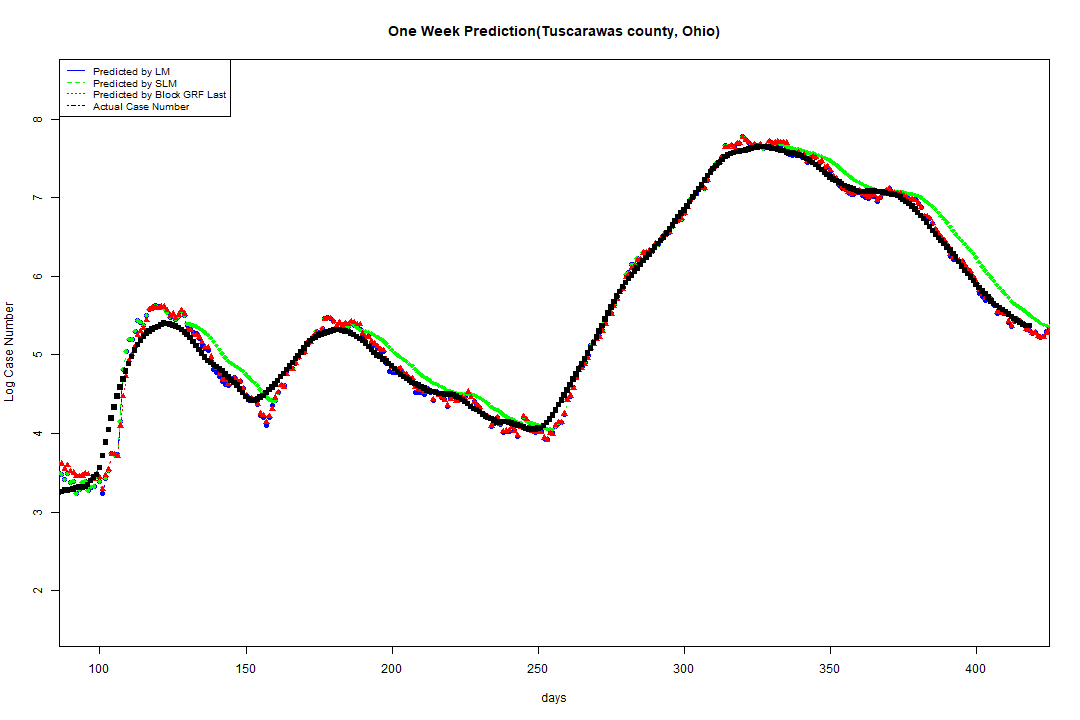 One Week Prediction(Tuscarawas county, Ohio)
Predicted by LM
Predicted by SLM
Predicted by Block GRF Last
Actual Case Number
Log Case Number
8
7
6
5
4
3
2
100 150 200 250 300 350 400
days